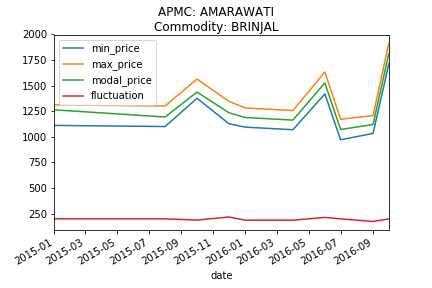 APMC: AMARAWATI
Commodity: BRINJAL
2000
1750
1500
1250
1000
750
500
250
min_price
max_price
modal_price
fluctuation
2015-01
2015-03
2015-05
2015-07
2015-09
2015-11
2016-01
2016-03
2016-05
2016-07
2016-09
date